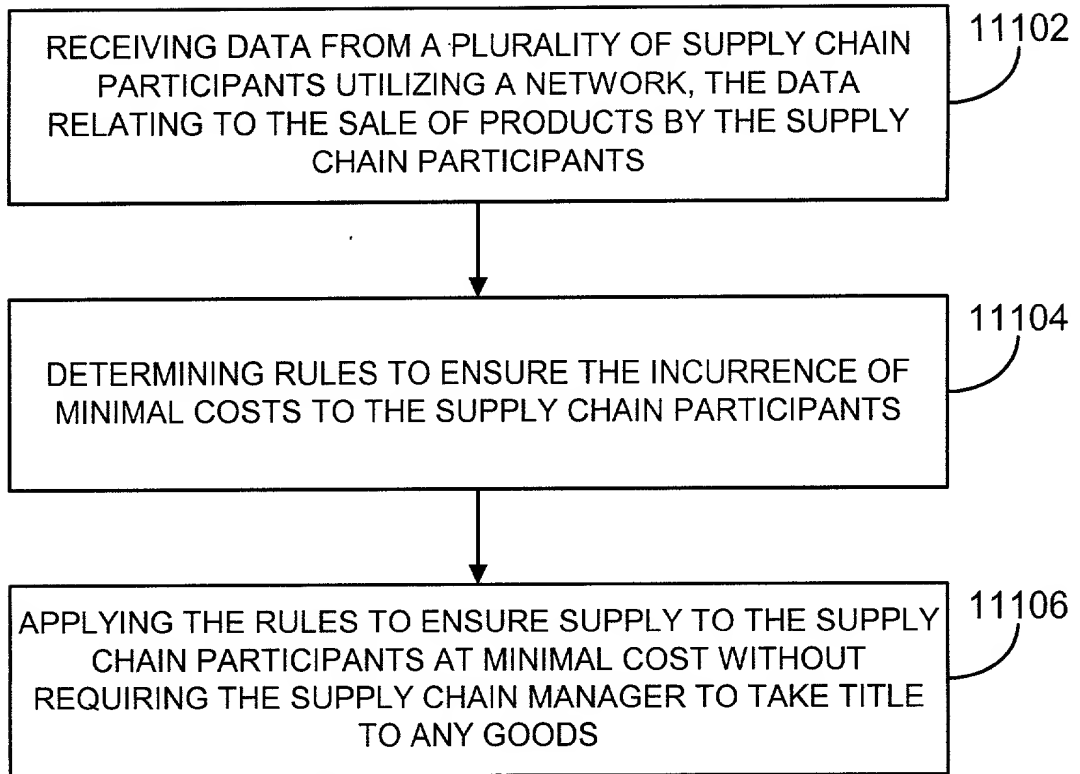 RECEIVING DATA FROM A PLURALITY OF SUPPLY CHAIN
PARTICIPANTS UTILIZING A NETWORK, THE DATA
RELATING TO THE SALE OF PRODUCTS BY THE SUPPLY
CHAIN PARTICIPANTS
11102
DETERMINING RULES TO ENSURE THE INCURRENCE OF
MINIMAL COSTS TO THE SUPPLY CHAIN PARTICIPANTS
11104
APPLYING THE RULES TO ENSURE SUPPLY TO THE SUPPLY
CHAIN PARTICIPANTS AT MINIMAL COST WITHOUT
REQUIRING THE SUPPLY CHAIN MANAGER TO TAKE TITLE
TO ANY GOODS
11106